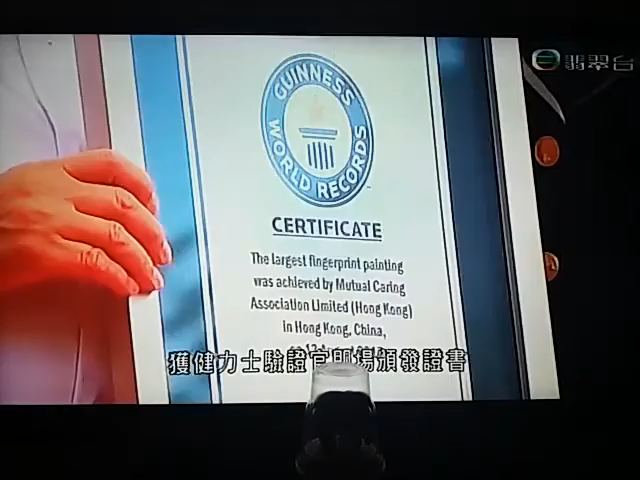 翡翠台
GUINNESS
WORLD RECORDS
CERTIFICATE
The largest fingerprint painting
was achieved by Mutual Caring
Association Limited (Hong Kong)
in Hong Kong, China,
獲健力士驗證官即場頒發證書